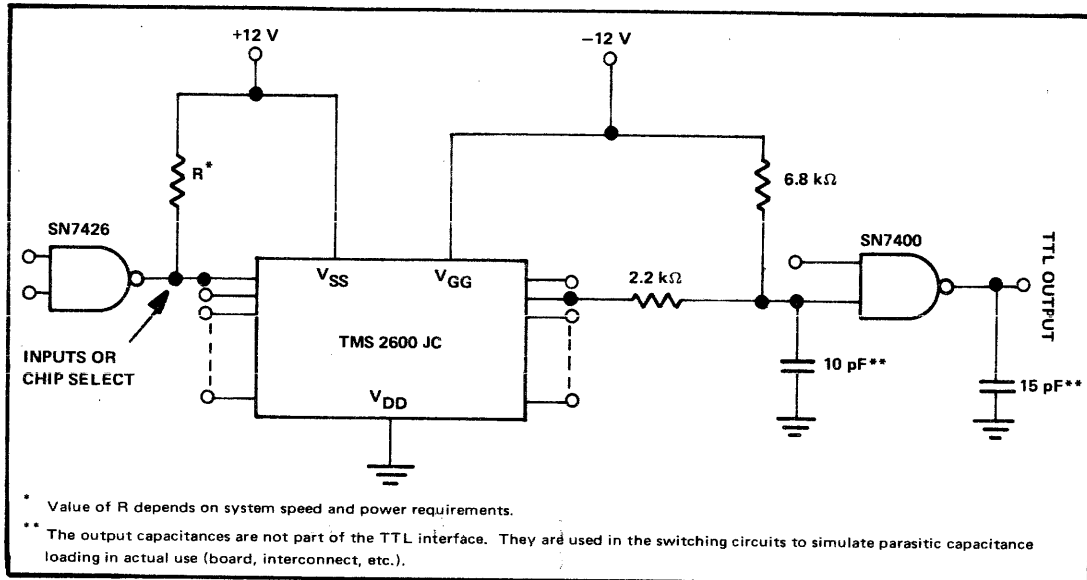 +12 V
−12 V
R*
6.8 kΩ
SN7426
SN7400
VSS
VGG
2.2 kΩ
TTL OUTPUT
TMS 2600 JC
INPUTS OR
CHIP SELECT
10 pF**
15 pF**
VDD
* Value of R depends on system speed and power requirements.
** The output capacitances are not part of the TTL interface. They are used in the switching circuits to simulate parasitic capacitance
loading in actual use (board, interconnect, etc.).